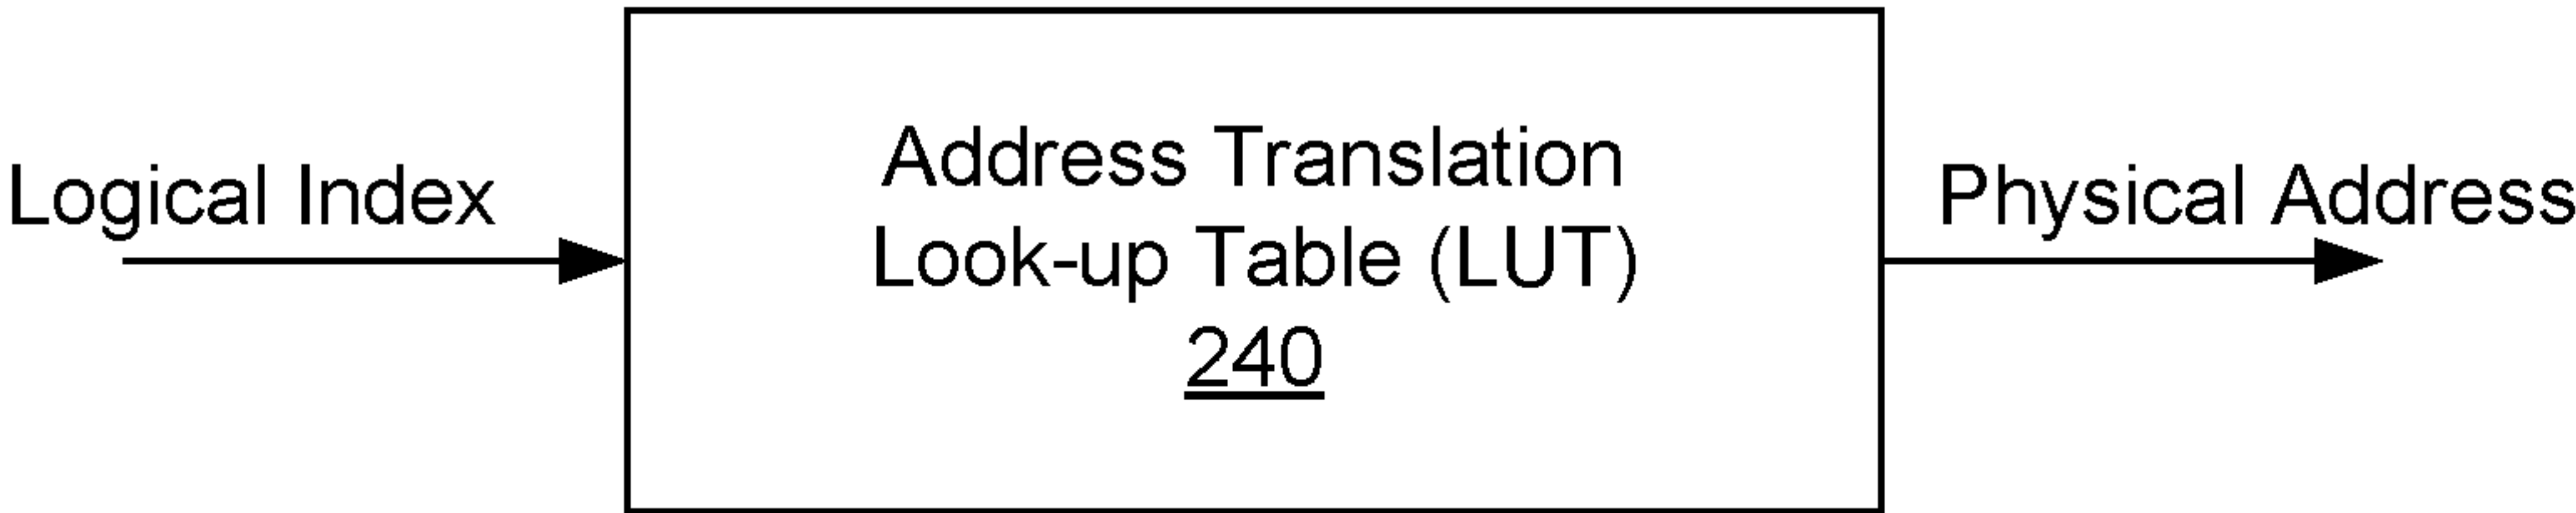 Logical Index
Address Translation
Look-up Table (LUT)
240
Physical Address